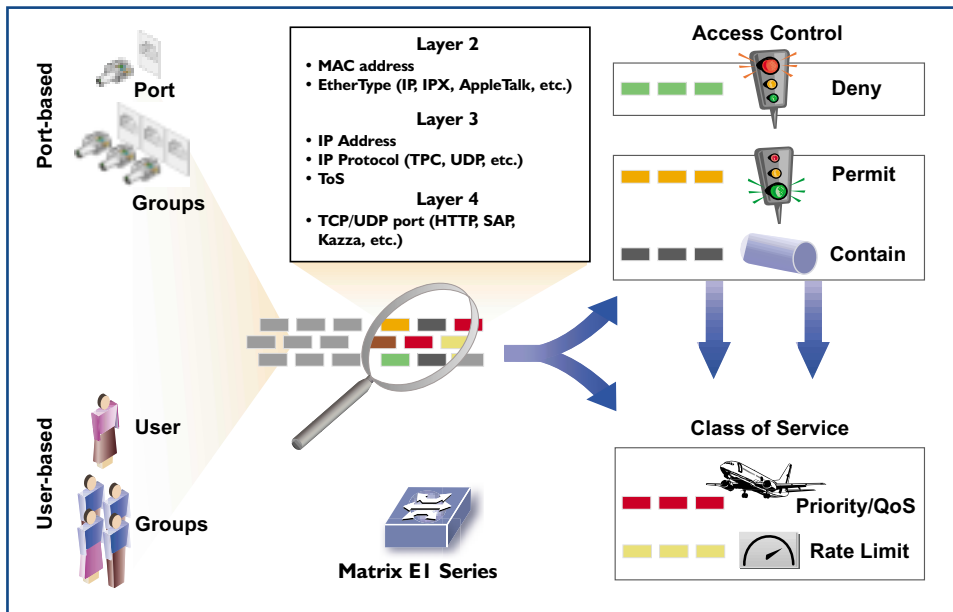 Port-based
Port
Groups
User-based
User
Groups
Layer 2
• MAC address
• EtherType (IP, IPX, AppleTalk, etc.)
Layer 3
• IP Address
• IP Protocol (TPC, UDP, etc.)
• ToS
Layer 4
• TCP/UDP port (HTTP, SAP,
Kazza, etc.)
Matrix E1 Series
Access Control
Deny
Permit
Contain
Class of Service
Priority/QoS
Rate Limit